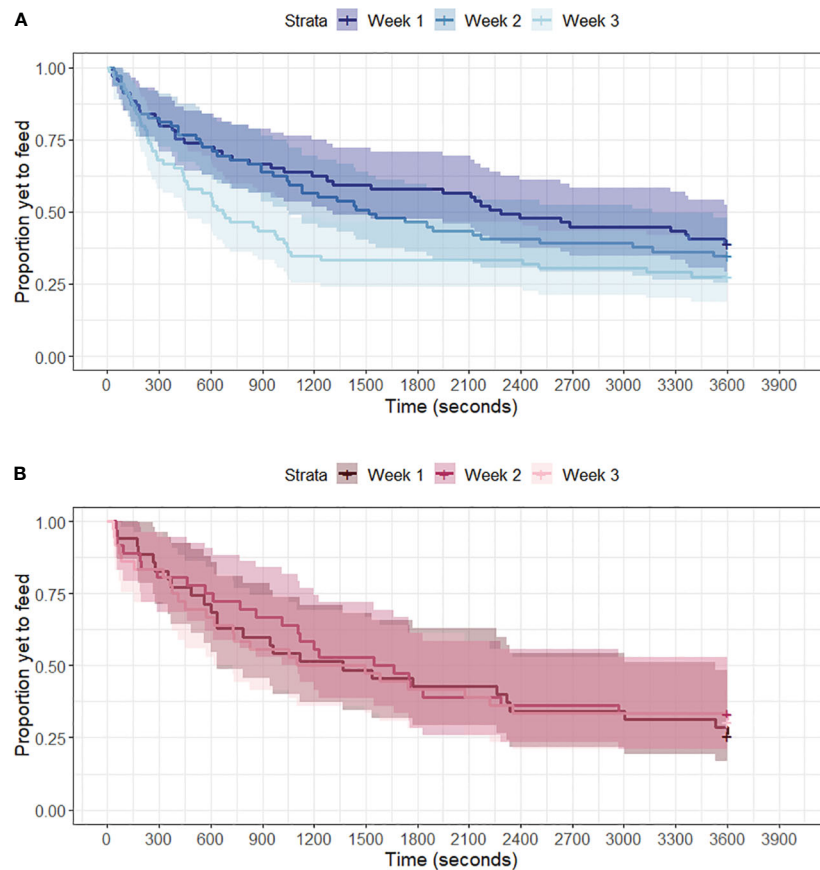 A
Strata Week 1 Week 2 Week 3
Proportion yet to feed
1.00
0.75
0.50
0.25
0.00
0 300 600 900 1200 1500 1800 2100 2400 2700 3000 3300 3600 3900
Time (seconds)
B
Strata Week 1 Week 2 Week 3
Proportion yet to feed
1.00
0.75
0.50
0.25
0.00
0 300 600 900 1200 1500 1800 2100 2400 2700 3000 3300 3600 3900
Time (seconds)